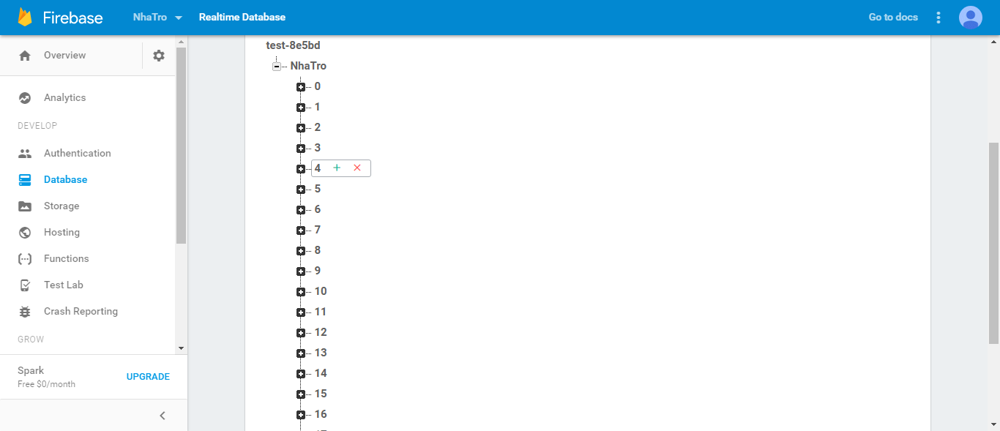 Firebase NhaTro Realtime Database Go to docs
Overview
Analytics
DEVELOP
Authentication
Database
Storage
Hosting
Functions
Test Lab
Crash Reporting
GROW
Spark
Free $0/month
UPGRADE
test-8e5bd
NhaTro
0
1
2
3
4
5
6
7
8
9
10
11
12
13
14
15
16